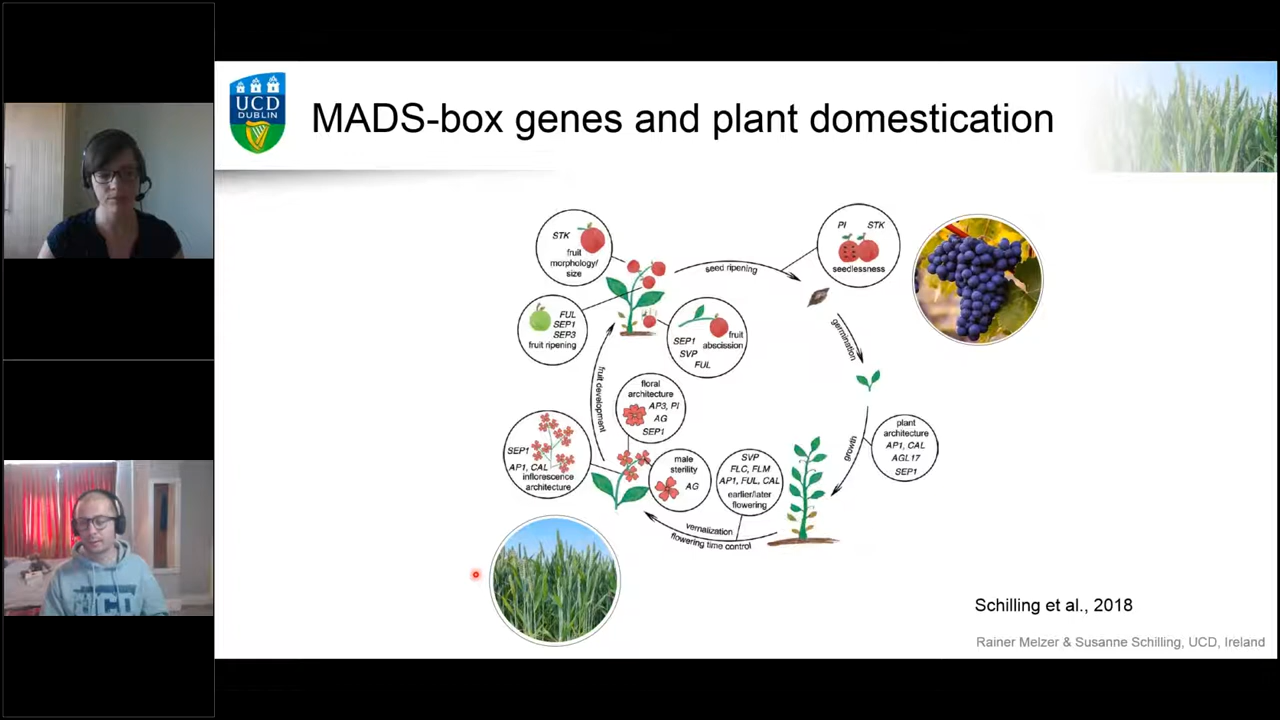 UCD
DUBLIN
MADS-box genes and plant domestication
STK
fruit
morphology/
size
seed ripening
PI STK
seedlessness
FUL
SEP1
SEP3
fruit ripening
SEP1
SVP
FUL
fruit
abscission
germination
fruit development
floral
architecture
AP3, PI
AG
SEP1
plant
architecture
AP1, CAL
AGL17
SEP1
growth
SEP1
AP1, CAL
inflorescence
architecture
male
sterility
AG
SVP
FLC, FLM
AP1, FUL, CAL
earlier/later
flowering
vernalization
flowering time control
Schilling et al., 2018
Rainer Melzer & Susanne Schilling, UCD, Ireland
UCD